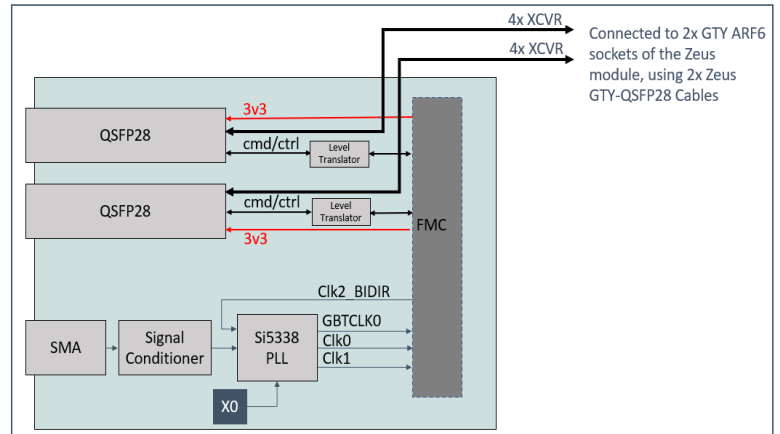 4x XCVR
4x XCVR
Connected to 2x GTY ARF6
sockets of the Zeus
module, using 2x Zeus
GTY-QSFP28 Cables
3v3
QSFP28
cmd/ctrl
Level
Translator
QSFP28
cmd/ctrl
Level
Translator
FMC
3v3
Clk2_BIDIR
GBTCLK0
SMA
Signal
Conditioner
Si5338
PLL
Clk0
Clk1
X0